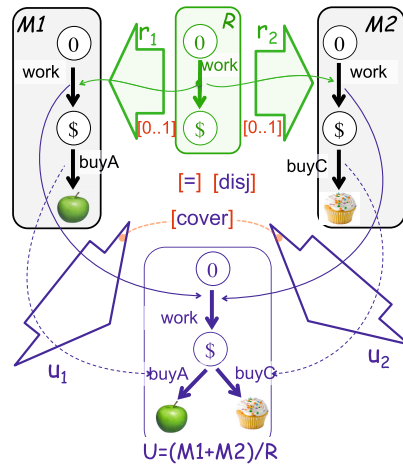 M1
r1
R
r2
M2
0
0
0
work
work
work
$
$
$
[0..1]
[0..1]
buyA
buyC
[=] [disj]
[cover]
0
work
$
u1
u2
buyA
buyC
U=(M1+M2)/R